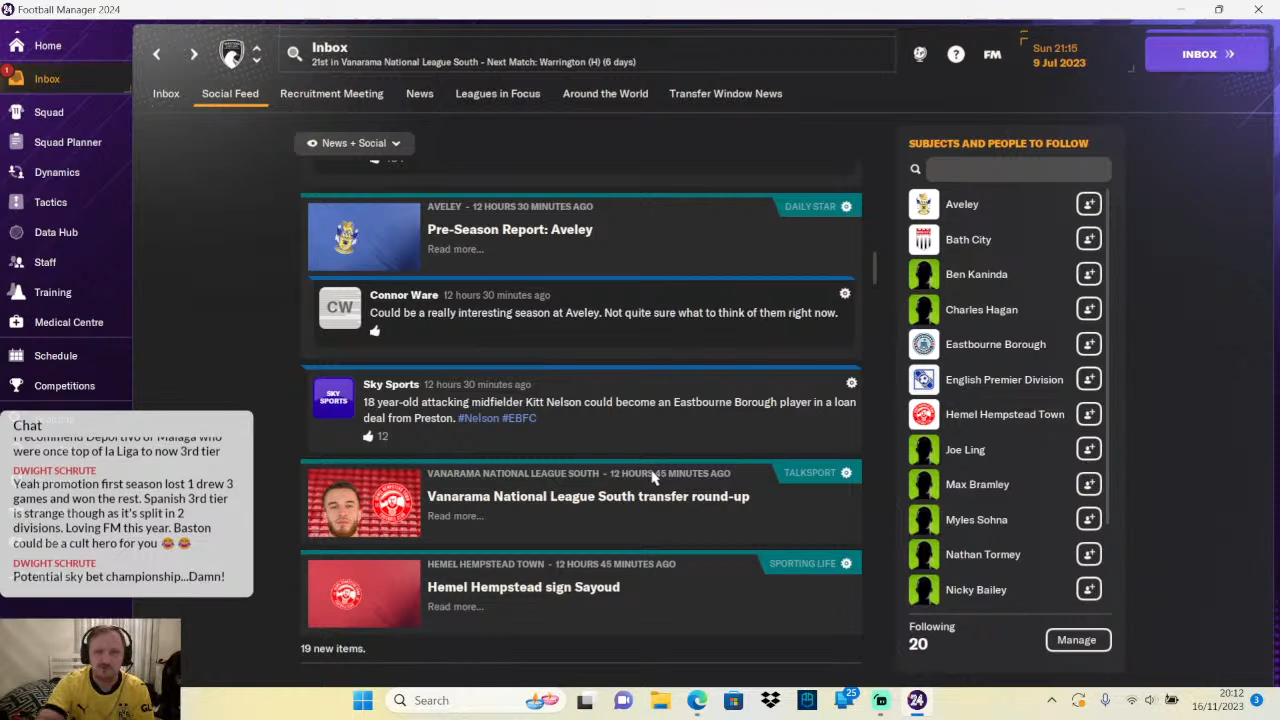 Football Manager 2024
Home
1
Inbox
Squad
Squad Planner
Dynamics
Tactics
Data Hub
Staff
Training
Medical Centre
Schedule
Competitions
Inbox
21st in Vanarama National League South - Next Match: Warrington (H) (6 days)
?
FM
Sun 21:15
9 Jul 2023
INBOX
Inbox
Social Feed
Recruitment Meeting
News
Leagues in Focus
Around the World
Transfer Window News
News + Social
AVELEY - 12 HOURS 30 MINUTES AGO
DAILY STAR
Pre-Season Report: Aveley
Read more...
CW
Connor Ware 12 hours 30 minutes ago
Could be a really interesting season at Aveley. Not quite sure what to think of them right now.
SKY SPORTS
Sky Sports 12 hours 30 minutes ago
18 year-old attacking midfielder Kitt Nelson could become an Eastbourne Borough player in a loan
deal from Preston. #Nelson #EBFC
12
VANARAMA NATIONAL LEAGUE SOUTH - 12 HOURS 45 MINUTES AGO
TALKSPORT
Vanarama National League South transfer round-up
Read more...
HEMEL HEMPSTEAD TOWN - 12 HOURS 45 MINUTES AGO
SPORTING LIFE
Hemel Hempstead sign Sayoud
Read more...
19 new items.
SUBJECTS AND PEOPLE TO FOLLOW
Aveley
Bath City
Ben Kaninda
Charles Hagan
Eastbourne Borough
English Premier Division
Hemel Hempstead Town
Joe Ling
Max Bramley
Myles Sohna
Nathan Tormey
Nicky Bailey
Following
20
Manage
Chat
I recommend Deportivo or Malaga who
were once top of la Liga to now 3rd tier
DWIGHT SCHRUTE
Yeah promotion first season lost 1 drew 3
games and won the rest. Spanish 3rd tier
is strange though as it's split in 2
divisions. Loving FM this year. Baston
could be a cult hero for you 😂 😂
DWIGHT SCHRUTE
Potential sky bet championship...Damn!
Search
25
24
20:12
16/11/2023
3